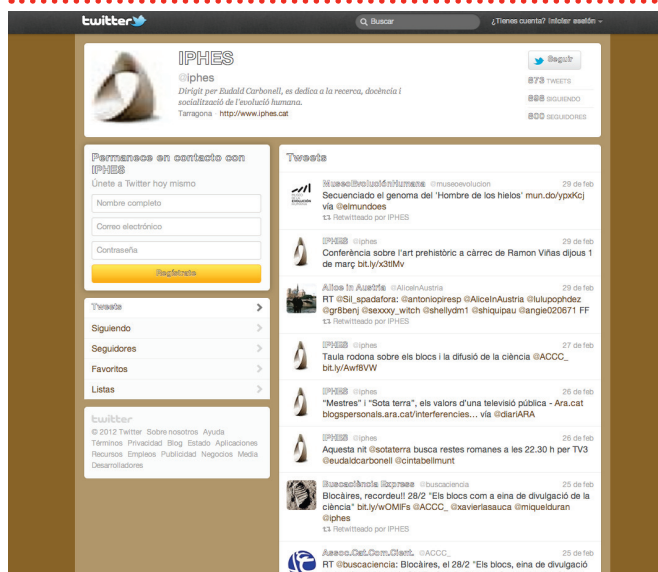 twitter
Buscar
¿Tienes cuenta? Iniciar sesión
IPHES
@iphes
Dirigit per Eudald Carbonell, es dedica a la recerca, docència i
socialització de l'evolució humana.
Tarragona · http://www.iphes.cat
Seguir
673 TWEETS
698 SIGUIENDO
600 SEGUIDORES
Permanece en contacto con
IPHES
Únete a Twitter hoy mismo
Nombre completo
Correo electrónico
Contraseña
Regístrate
Tweets
Siguiendo
Seguidores
Favoritos
Listas
twitter
© 2012 Twitter Sobre nosotros Ayuda
Términos Privacidad Blog Estado Aplicaciones
Recursos Empleos Publicidad Negocios Media
Desarrolladores
Tweets
MuseoEvoluciónHumana @museoevolucion 29 de feb
Secuenciado el genoma del 'Hombre de los hielos' mun.do/ypxKcj
vía @elmundoes
Retwitteado por IPHES
IPHES @iphes 29 de feb
Conferència sobre l'art prehistòric a càrrec de Ramon Viñas dijous 1
de març bit.ly/x3tlMv
Alice in Austria @AliceInAustria 29 de feb
RT @Sil_spadafora: @antoniopiresp @AliceInAustria @lulupophdez
@gr8benj @sexxxy_witch @shellydm1 @shiquipau @angie020671 FF
Retwitteado por IPHES
IPHES @iphes 27 de feb
Taula rodona sobre els blocs i la difusió de la ciència @ACCC_
bit.ly/Awf8VW
IPHES @iphes 26 de feb
"Mestres" i "Sota terra", els valors d'una televisió pública - Ara.cat
blogspersonals.ara.cat/interferencies… vía @diariARA
IPHES @iphes 26 de feb
Aquesta nit @sotaterra busca restes romanes a les 22.30 h per TV3
@eudaldcarbonell @cintabellmunt
Buscaciència Express @buscaciencia 25 de feb
Blocàires, recordeu!! 28/2 "Els blocs com a eina de divulgació de la
ciència" bit.ly/wOMlFs @ACCC_ @xavierlasauca @miquelduran
@iphes
Retwitteado por IPHES
Assoc.Cat.Com.Cient. @ACCC_ 25 de feb
RT @buscaciencia: Blocàires, el 28/2 "Els blocs, eina de divulgació